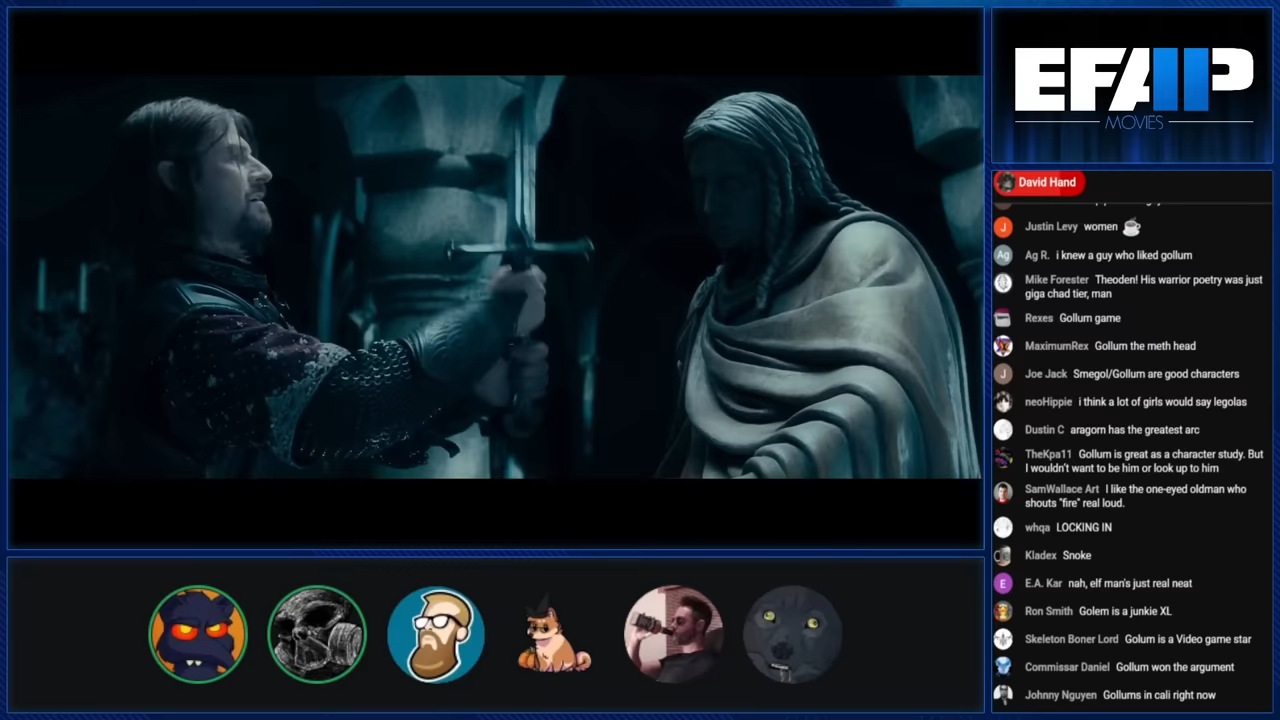 EFAP
MOVIES
David Hand
J Justin Levy women
Ag Ag R. i knew a guy who liked gollum
Mike Forester Theoden! His warrior poetry was just
giga chad tier, man
Rexes Gollum game
MaximumRex Gollum the meth head
J Joe Jack Smegol/Gollum are good characters
neoHippie i think a lot of girls would say legolas
Dustin C aragorn has the greatest arc
TheKpa11 Gollum is great as a character study. But
I wouldn't want to be him or look up to him
SamWallace Art I like the one-eyed oldman who
shouts "fire" real loud.
whqa LOCKING IN
Kladex Snoke
E E.A. Kar nah, elf man's just real neat
Ron Smith Golem is a junkie XL
Skeleton Boner Lord Golum is a Video game star
Commissar Daniel Gollum won the argument
Johnny Nguyen Gollums in cali right now